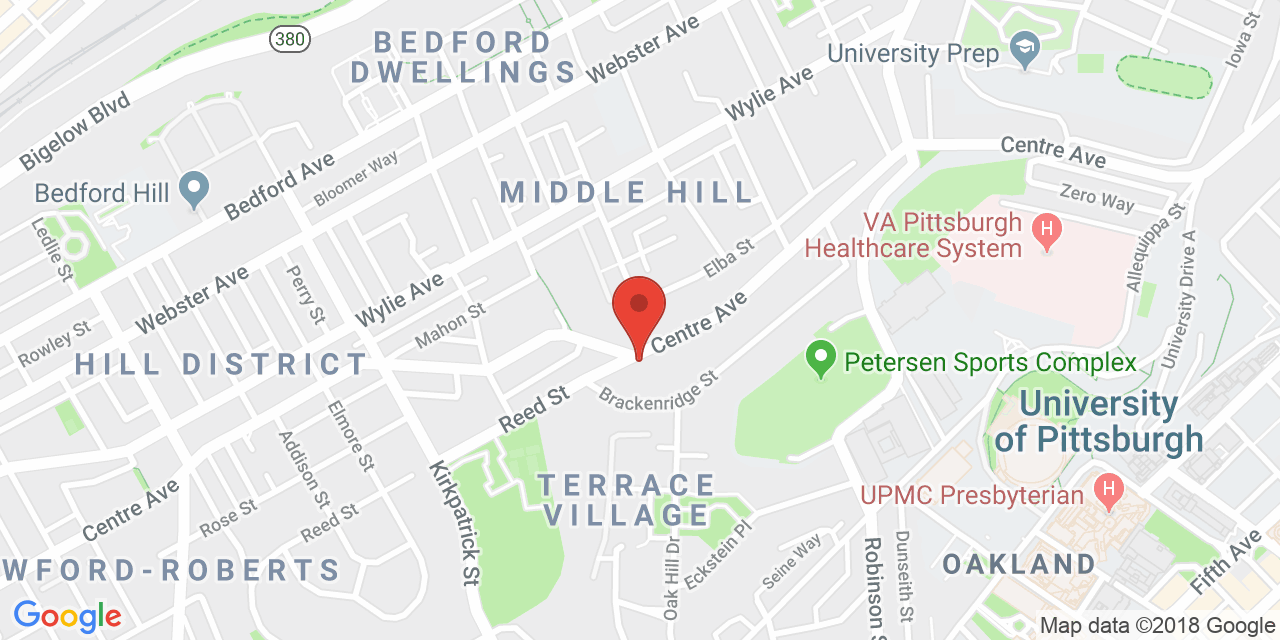 380
BEDFORD
DWELLINGS
Webster Ave
University Prep
Iowa St
Bigelow Blvd
Wylie Ave
Centre Ave
Bedford Hill
Bedford Ave
Bloomer Way
MIDDLE HILL
Zero Way
Ledlie St
VA Pittsburgh
Healthcare System
H
Allequippa St
University Drive A
Elba St
Webster Ave
Perry St
Wylie Ave
Mahon St
Centre Ave
Rowley St
HILL DISTRICT
Petersen Sports Complex
Reed St
Brackenridge St
University
of Pittsburgh
Elmore St
Addison St
Kirkpatrick St
TERRACE
VILLAGE
UPMC Presbyterian
H
Centre Ave
Rose St
Reed St
Oak Hill Dr
Eckstein Pl
Seine Way
Robinson S
Dunseith St
OAKLAND
Fifth Ave
WFORD-ROBERTS
Google
Map data ©2018 Google